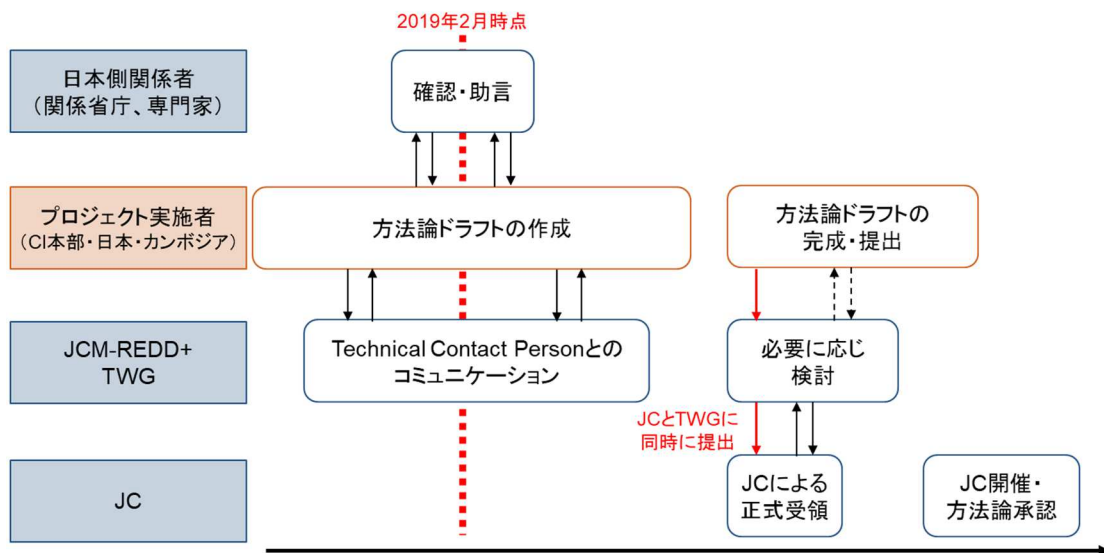 2019年2月時点
日本側関係者
（関係省庁、専門家）
確認・助言
プロジェクト実施者
（CI本部・日本・カンボジア）
方法論ドラフトの作成
方法論ドラフトの
完成・提出
JCM-REDD+
TWG
Technical Contact Personとの
コミュニケーション
必要に応じ
検討
JCとTWGに
同時に提出
JC
JCによる
正式受領
JC開催・
方法論承認